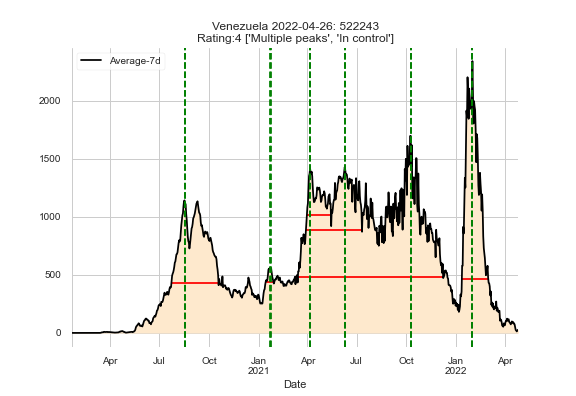 Venezuela 2022-04-26: 522243
Rating:4 ['Multiple peaks', 'In control']
Average-7d
2000
1500
1000
500
0
Apr Jul Oct Jan Apr Jul Oct Jan Apr
2021 2022
Date